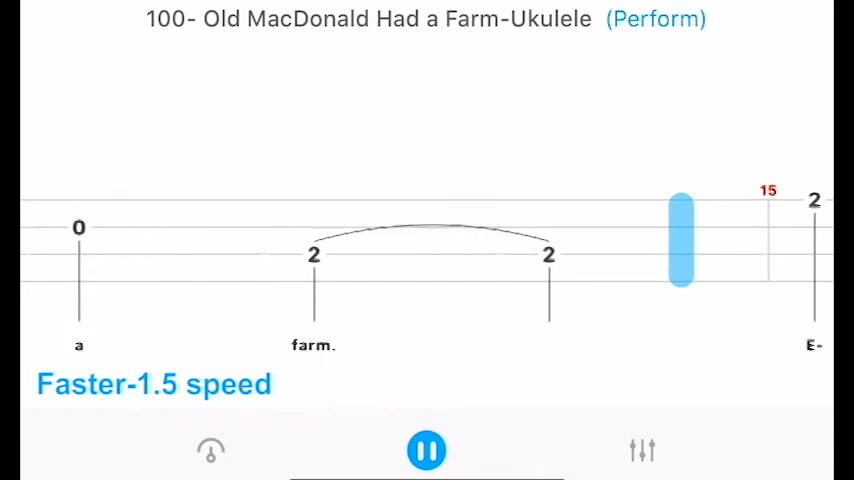 100- Old MacDonald Had a Farm-Ukulele (Perform)
15
2
0
2 2
a farm. E-
Faster-1.5 speed